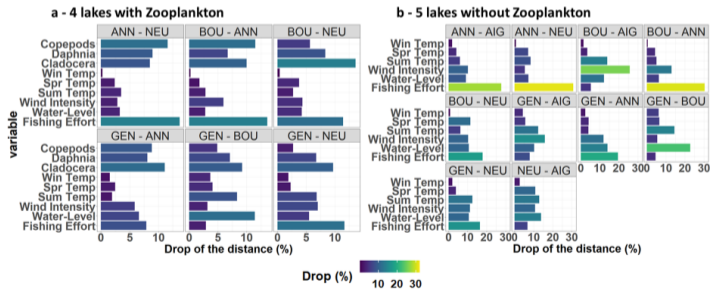 a - 4 lakes with Zooplankton
ANN - NEU BOU - ANN BOU - NEU
Copepods
Daphnia
Cladocera
Win Temp
Spr Temp
Sum Temp
Wind Intensity
Water-Level
Fishing Effort
GEN - ANN GEN - BOU GEN - NEU
Copepods
Daphnia
Cladocera
Win Temp
Spr Temp
Sum Temp
Wind Intensity
Water-Level
Fishing Effort
0 5 10 0 5 10 0 5 10
Drop of the distance (%)
variable
b - 5 lakes without Zooplankton
ANN - AIG ANN - NEU BOU - AIG BOU - ANN
Win Temp
Spr Temp
Sum Temp
Wind Intensity
Water-Level
Fishing Effort
BOU - NEU GEN - AIG GEN - ANN GEN - BOU
Win Temp
Spr Temp
Sum Temp
Wind Intensity
Water-Level
Fishing Effort
GEN - NEU NEU - AIG
Win Temp
Spr Temp
Sum Temp
Wind Intensity
Water-Level
Fishing Effort
0 10 20 30 0 10 20 30 0 10 20 30 0 10 20 30
Drop of the distance (%)
Drop (%)
10 20 30